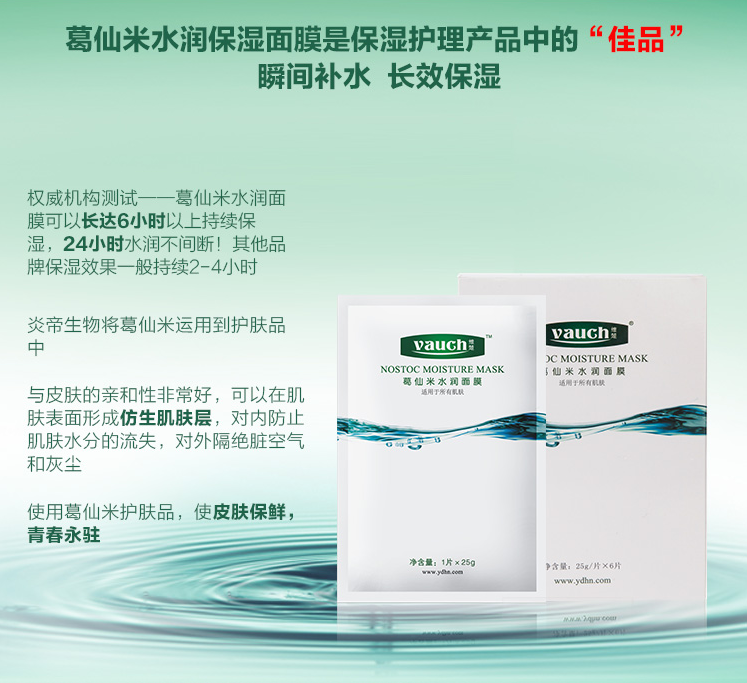 葛仙米水润保湿面膜是保湿护理产品中的“佳品”
瞬间补水 长效保湿
权威机构测试——葛仙米水润面
膜可以长达6小时以上持续保
湿，24小时水润不间断！其他品
牌保湿效果一般持续2-4小时
炎帝生物将葛仙米运用到护肤品
中
与皮肤的亲和性非常好，可以在肌
肤表面形成仿生肌肤层，对内防止
肌肤水分的流失，对外隔绝脏空气
和灰尘
使用葛仙米护肤品，使皮肤保鲜，
青春永驻
vauch 维楚 ™
NOSTOC MOISTURE MASK
葛仙米水润面膜
适用于所有肌肤
净含量：1片×25g
www.ydhn.com
vauch 维楚 ®
OC MOISTURE MASK
仙米水润面膜
适用于所有肌肤
净含量：25g/片×6片
www.ydhn.com